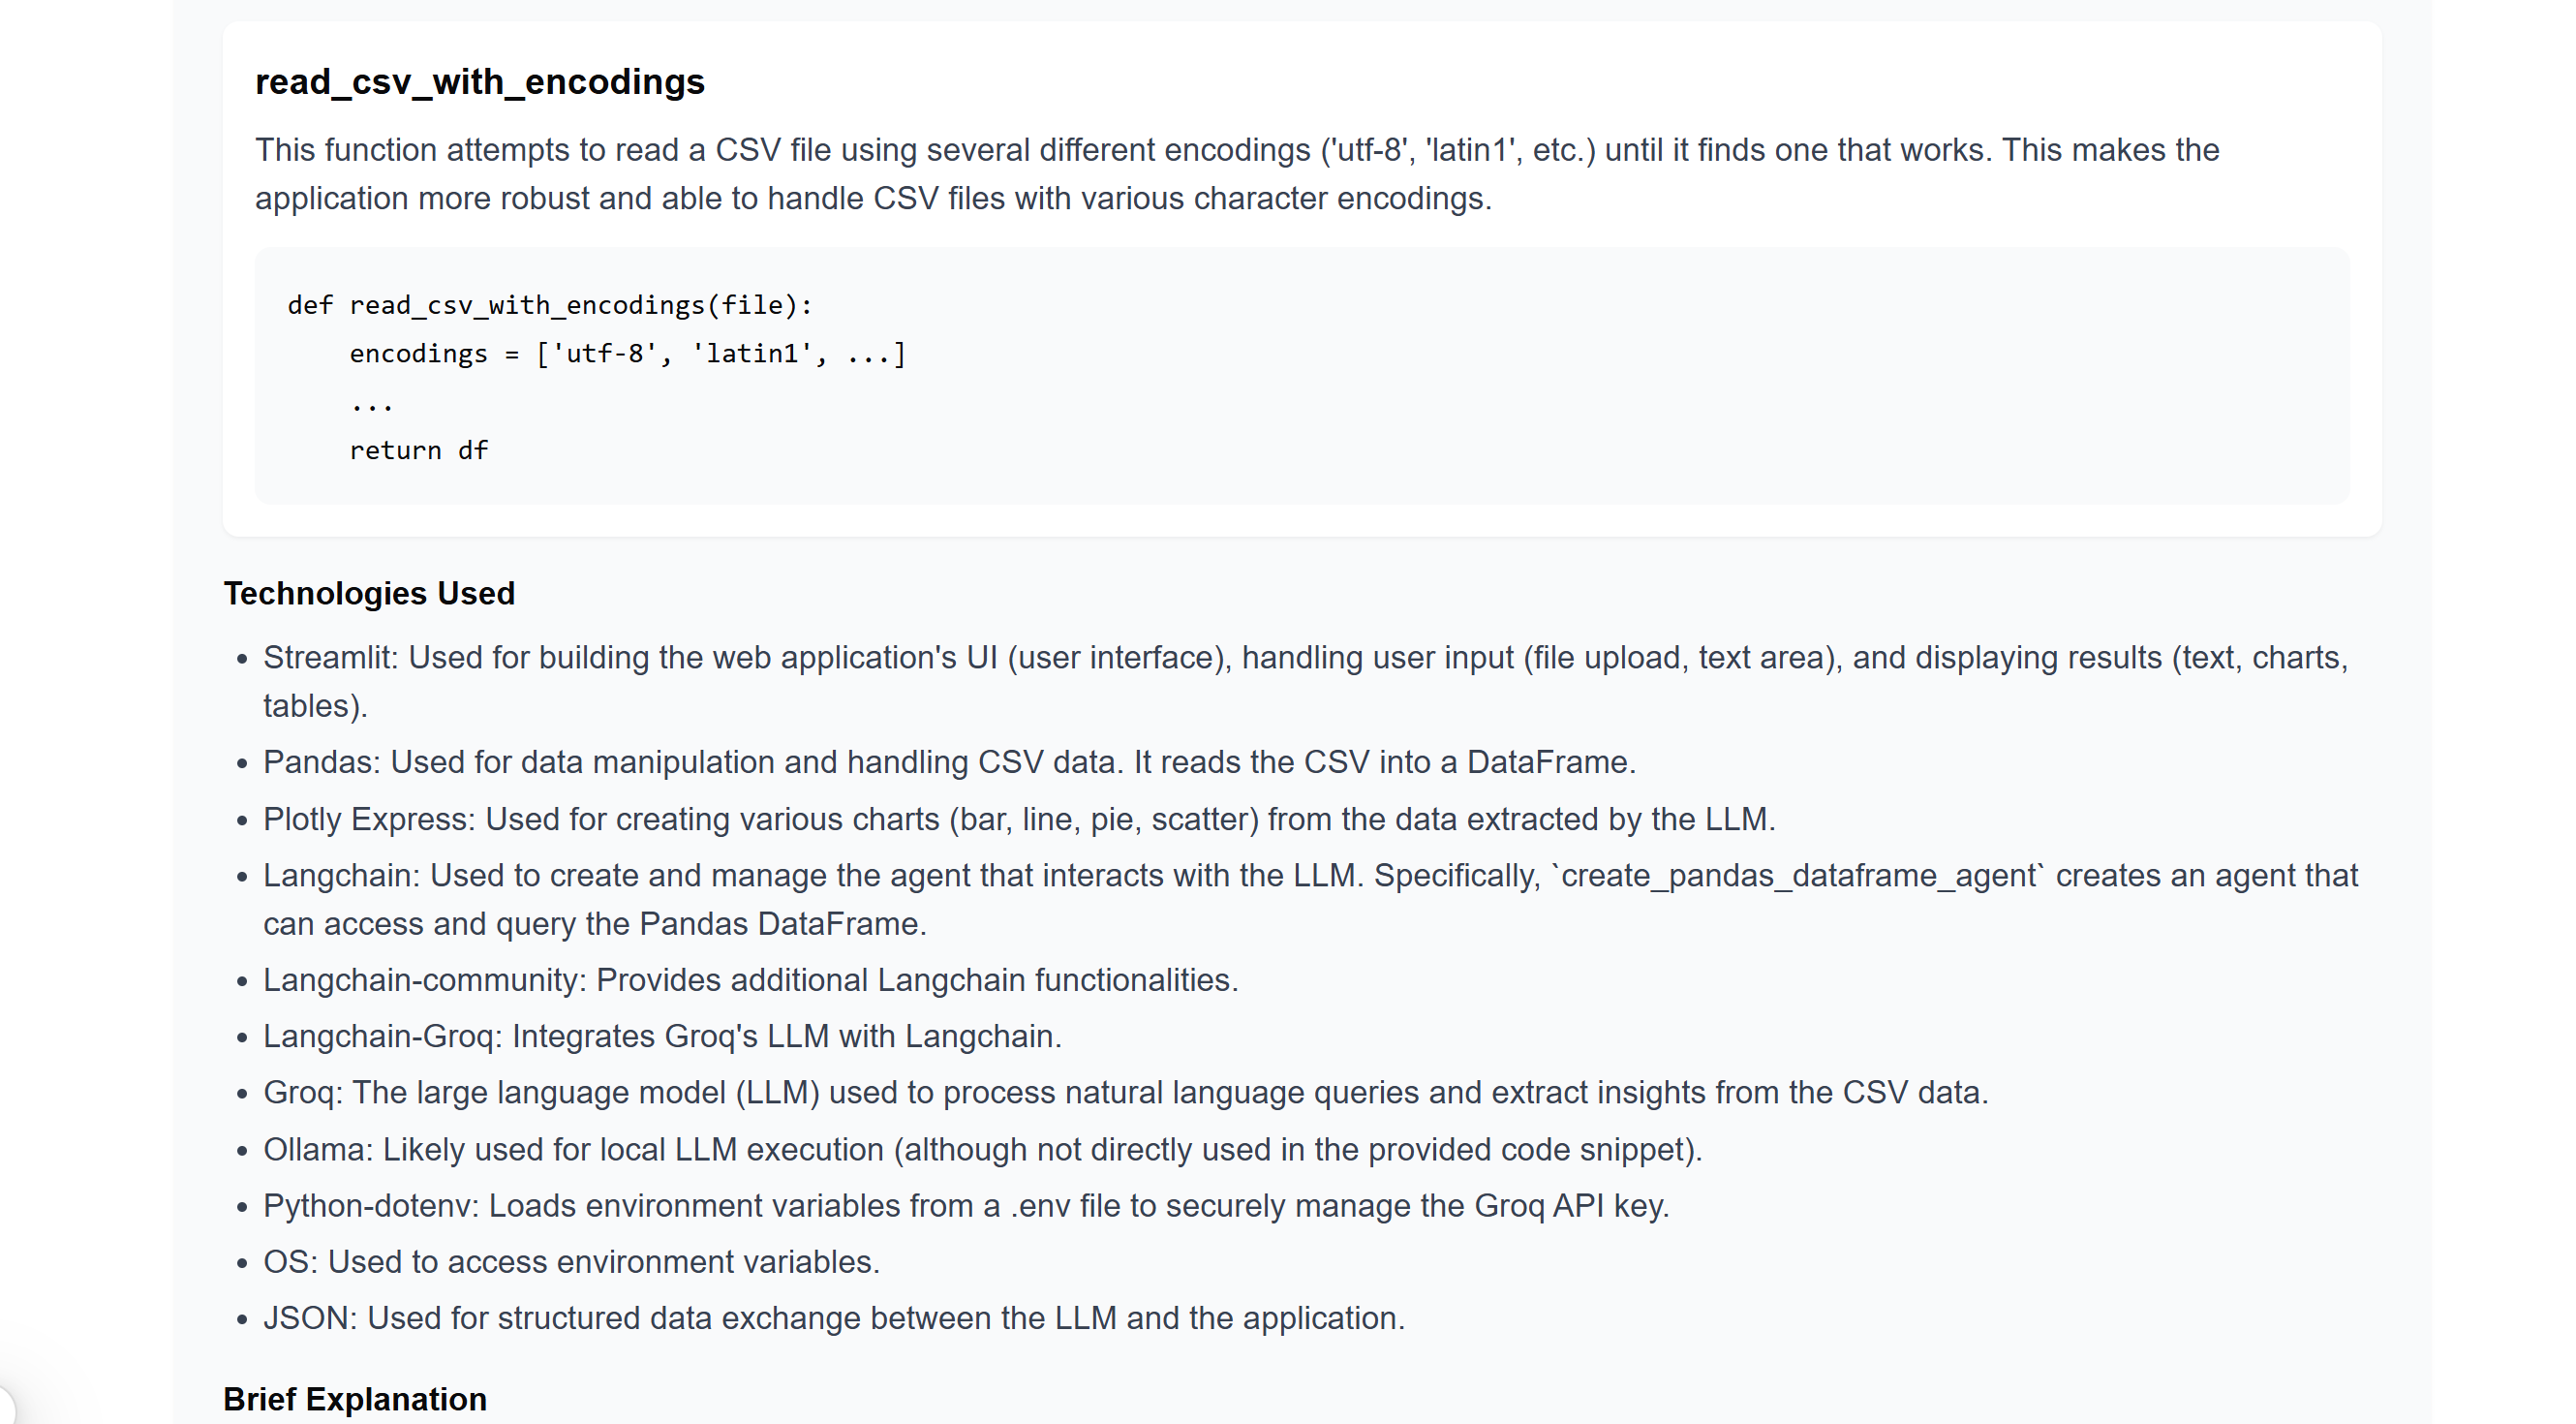 read_csv_with_encodings
This function attempts to read a CSV file using several different encodings ('utf-8', 'latin1', etc.) until it finds one that works. This makes the
application more robust and able to handle CSV files with various character encodings.
def read_csv_with_encodings(file):
    encodings = ['utf-8', 'latin1', ...]
    ...
    return df
Technologies Used
• Streamlit: Used for building the web application's UI (user interface), handling user input (file upload, text area), and displaying results (text, charts,
tables).
• Pandas: Used for data manipulation and handling CSV data. It reads the CSV into a DataFrame.
• Plotly Express: Used for creating various charts (bar, line, pie, scatter) from the data extracted by the LLM.
• Langchain: Used to create and manage the agent that interacts with the LLM. Specifically, `create_pandas_dataframe_agent` creates an agent that
can access and query the Pandas DataFrame.
• Langchain-community: Provides additional Langchain functionalities.
• Langchain-Groq: Integrates Groq's LLM with Langchain.
• Groq: The large language model (LLM) used to process natural language queries and extract insights from the CSV data.
• Ollama: Likely used for local LLM execution (although not directly used in the provided code snippet).
• Python-dotenv: Loads environment variables from a .env file to securely manage the Groq API key.
• OS: Used to access environment variables.
• JSON: Used for structured data exchange between the LLM and the application.
Brief Explanation